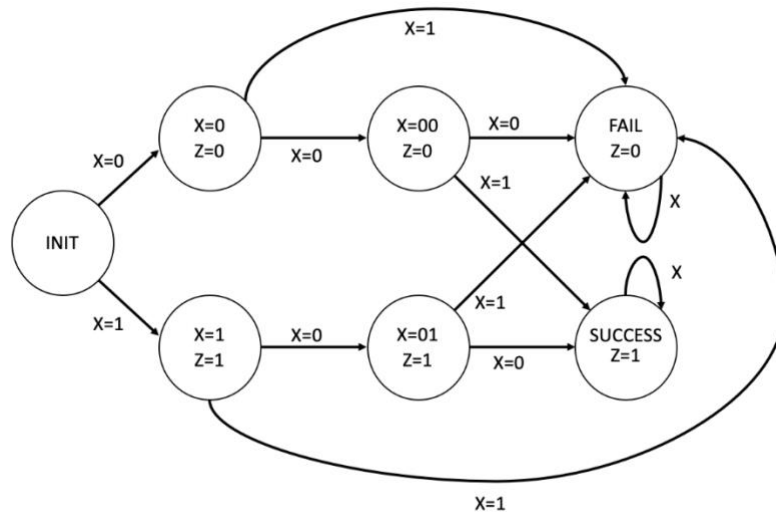 X=1
X=0
Z=0
X=00
Z=0
X=0
FAIL
Z=0
X=0
X=0
X=1
X
INIT
X
X=1
X=1
X=1
Z=1
X=0
X=01
Z=1
X=0
SUCCESS
Z=1
X=1